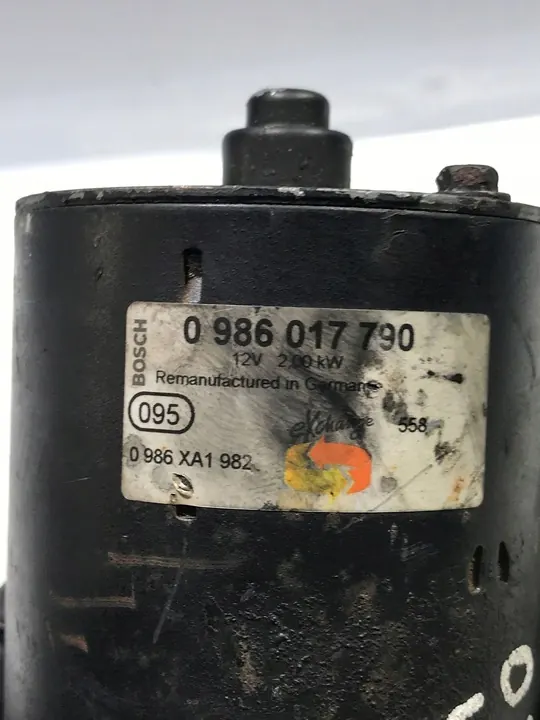 BOSCH
0 986 017 790
12V 2,00 kW
Remanufactured in Germany
095
eXchange 558
0 986 XA1 982